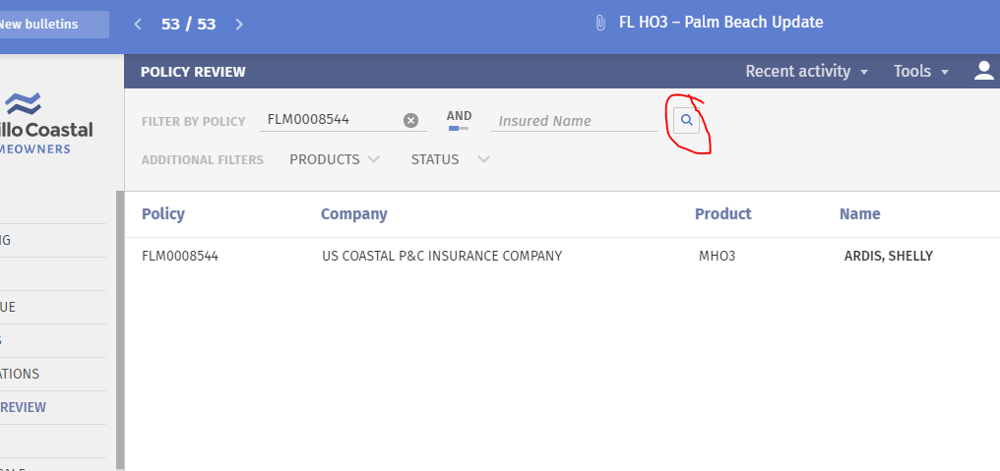 New bulletins
53 / 53
FL HO3 – Palm Beach Update
POLICY REVIEW
Recent activity
Tools
illo Coastal
MEOWNERS
FILTER BY POLICY
FLM0008544
AND
Insured Name
ADDITIONAL FILTERS
PRODUCTS
STATUS
Policy
Company
Product
Name
FLM0008544
US COASTAL P&C INSURANCE COMPANY
MHO3
ARDIS, SHELLY
NG
UE
S
ATIONS
REVIEW